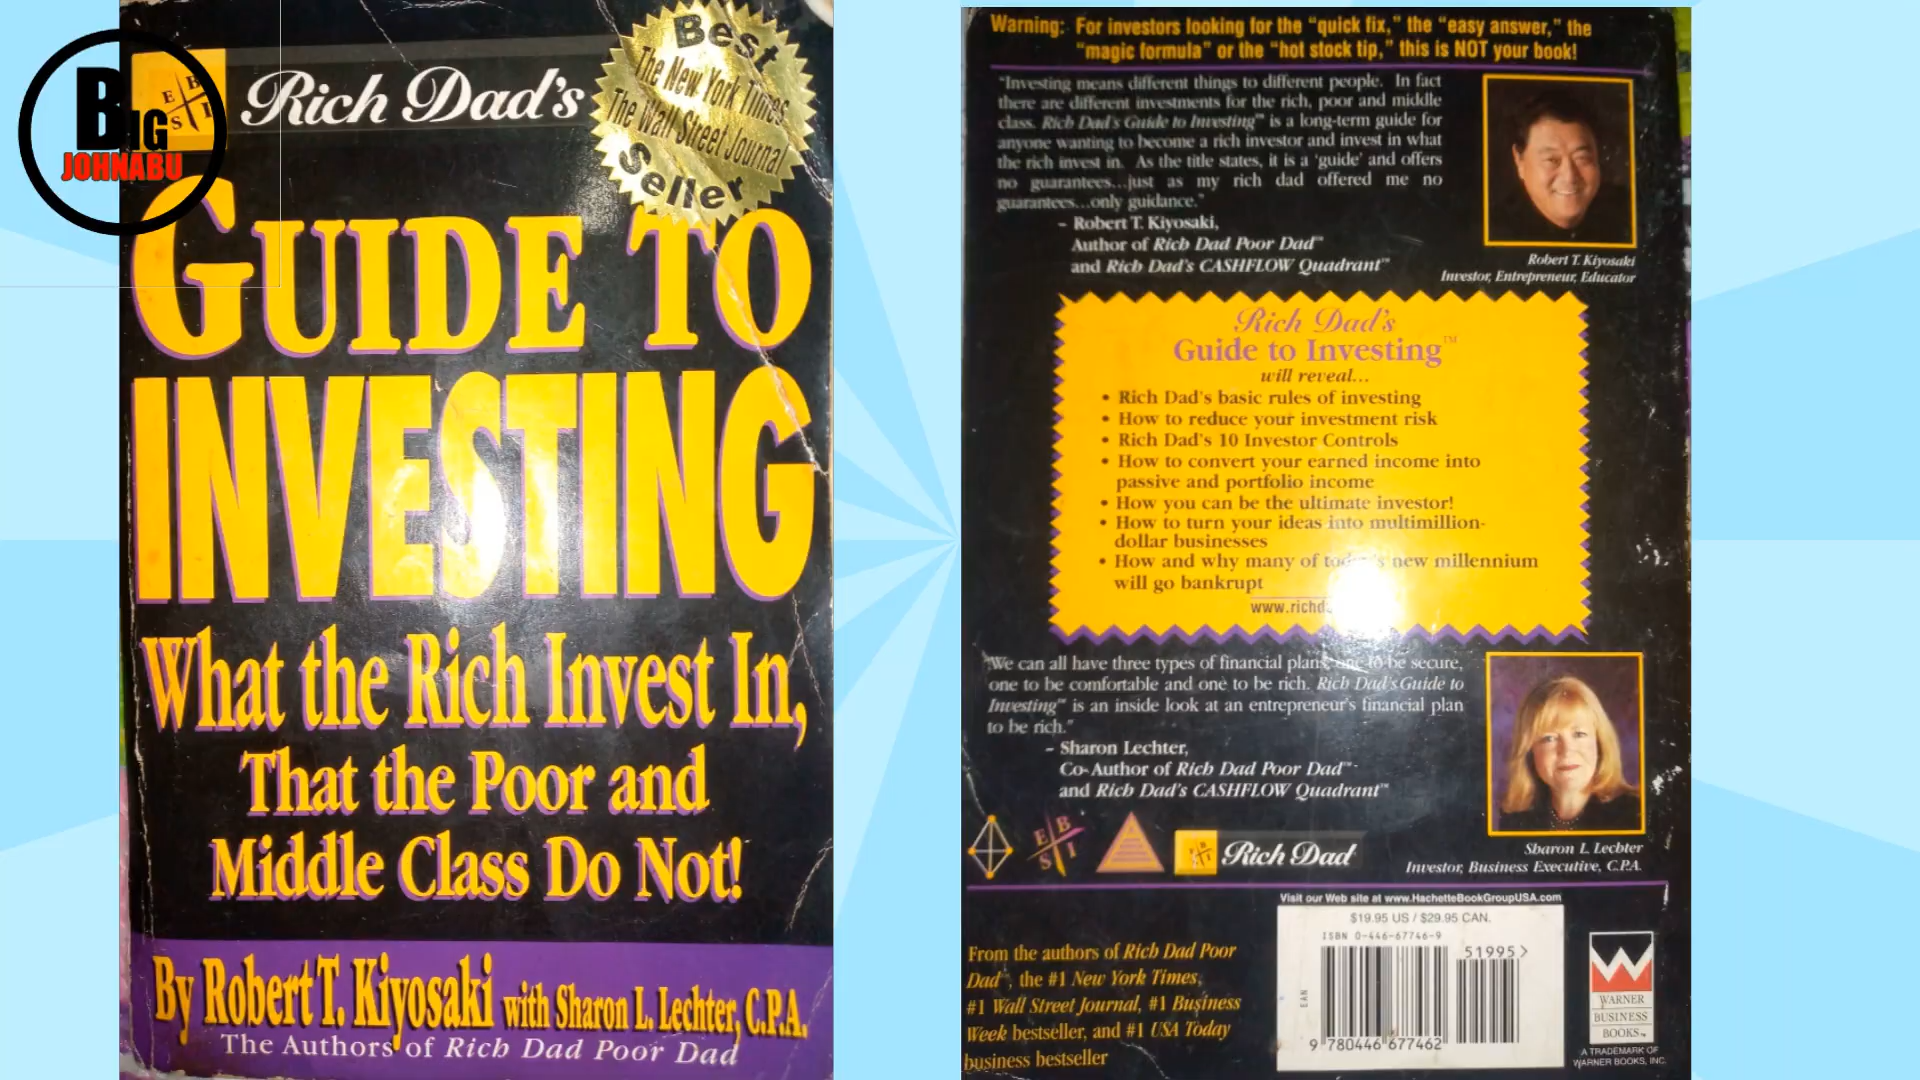 BIG
JOHNABU
E B
S I
Rich Dad's
Best
The New York Times
The Wall Street Journal
Seller
GUIDE TO
INVESTING
What the Rich Invest In,
That the Poor and
Middle Class Do Not!
By Robert T. Kiyosaki with Sharon L. Lechter, C.P.A.
The Authors of Rich Dad Poor Dad
Warning: For investors looking for the "quick fix," the "easy answer," the
"magic formula" or the "hot stock tip," this is NOT your book!
"Investing means different things to different people. In fact
there are different investments for the rich, poor and middle
class. Rich Dad's Guide to Investing™ is a long-term guide for
anyone wanting to become a rich investor and invest in what
the rich invest in. As the title states, it is a 'guide' and offers
no guarantees...just as my rich dad offered me no
guarantees...only guidance."
– Robert T. Kiyosaki,
Author of Rich Dad Poor Dad™
and Rich Dad's CASHFLOW Quadrant™
Robert T. Kiyosaki
Investor, Entrepreneur, Educator
Rich Dad's
Guide to Investing™
will reveal...
• Rich Dad's basic rules of investing
• How to reduce your investment risk
• Rich Dad's 10 Investor Controls
• How to convert your earned income into
passive and portfolio income
• How you can be the ultimate investor!
• How to turn your ideas into multimillion-
dollar businesses
• How and why many of today's new millennium
will go bankrupt
www.richd
"We can all have three types of financial plans, one to be secure,
one to be comfortable and one to be rich. Rich Dad's Guide to
Investing™ is an inside look at an entrepreneur's financial plan
to be rich."
– Sharon Lechter,
Co-Author of Rich Dad Poor Dad™
and Rich Dad's CASHFLOW Quadrant™
Sharon L. Lechter
Investor, Business Executive, C.P.A.
E B
S I
Rich Dad
Visit our Web site at www.HachetteBookGroupUSA.com
$19.95 US / $29.95 CAN.
ISBN 0-446-67746-9
51995>
EAN
9 780446 677462
From the authors of Rich Dad Poor
Dad™, the #1 New York Times,
#1 Wall Street Journal, #1 Business
Week bestseller, and #1 USA Today
business bestseller
W
WARNER
BUSINESS
BOOKS™
A TRADEMARK OF
WARNER BOOKS, INC.